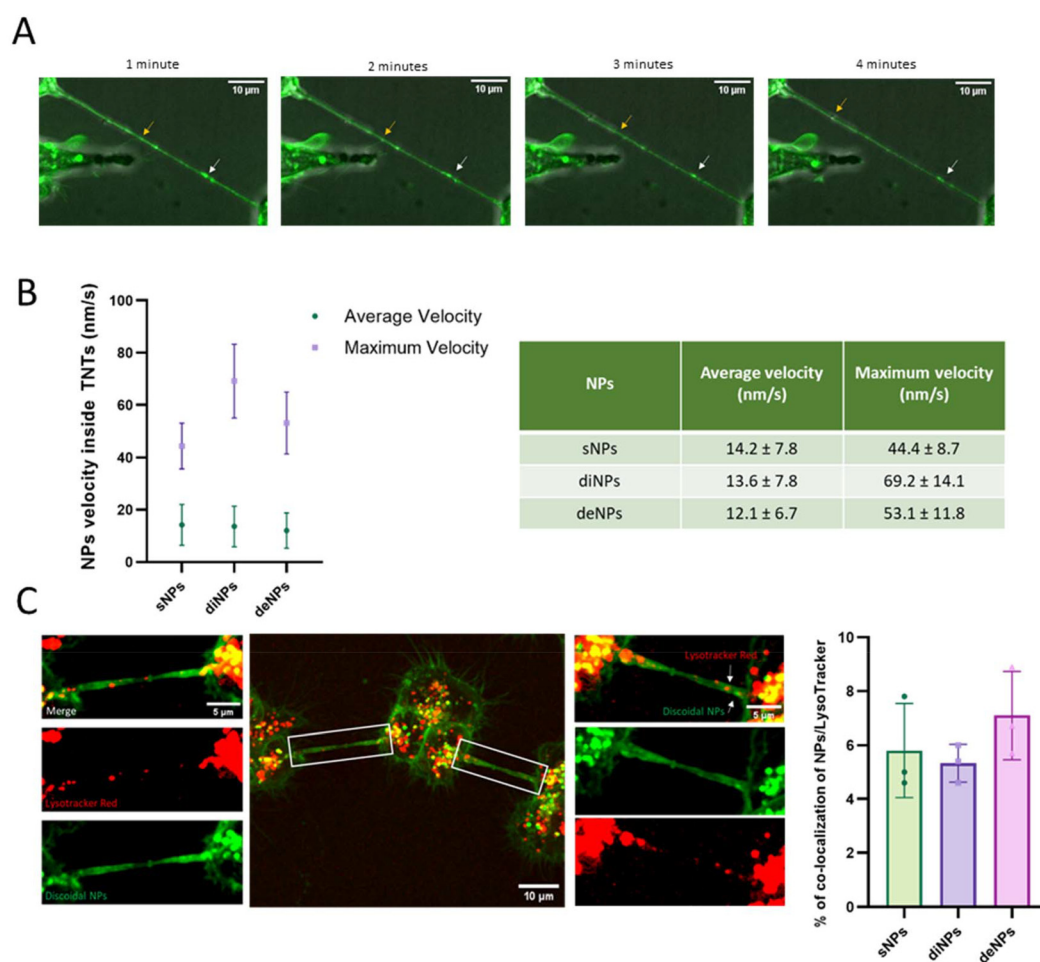 A
1 minute
2 minutes
3 minutes
4 minutes
10 µm
10 µm
10 µm
10 µm
B
NPs velocity inside TNTs (nm/s)
100
80
60
40
20
0
sNPs
diNPs
deNPs
Average Velocity
Maximum Velocity
NPs Average velocity (nm/s) Maximum velocity (nm/s)
sNPs 14.2 ± 7.8 44.4 ± 8.7
diNPs 13.6 ± 7.8 69.2 ± 14.1
deNPs 12.1 ± 6.7 53.1 ± 11.8
C
Merge
5 µm
Lysotracker Red
Discoidal NPs
10 µm
Lysotracker Red
Discoidal NPs
5 µm
% of co-localization of NPs/LysoTracker
10
8
6
4
2
0
sNPs
diNPs
deNPs